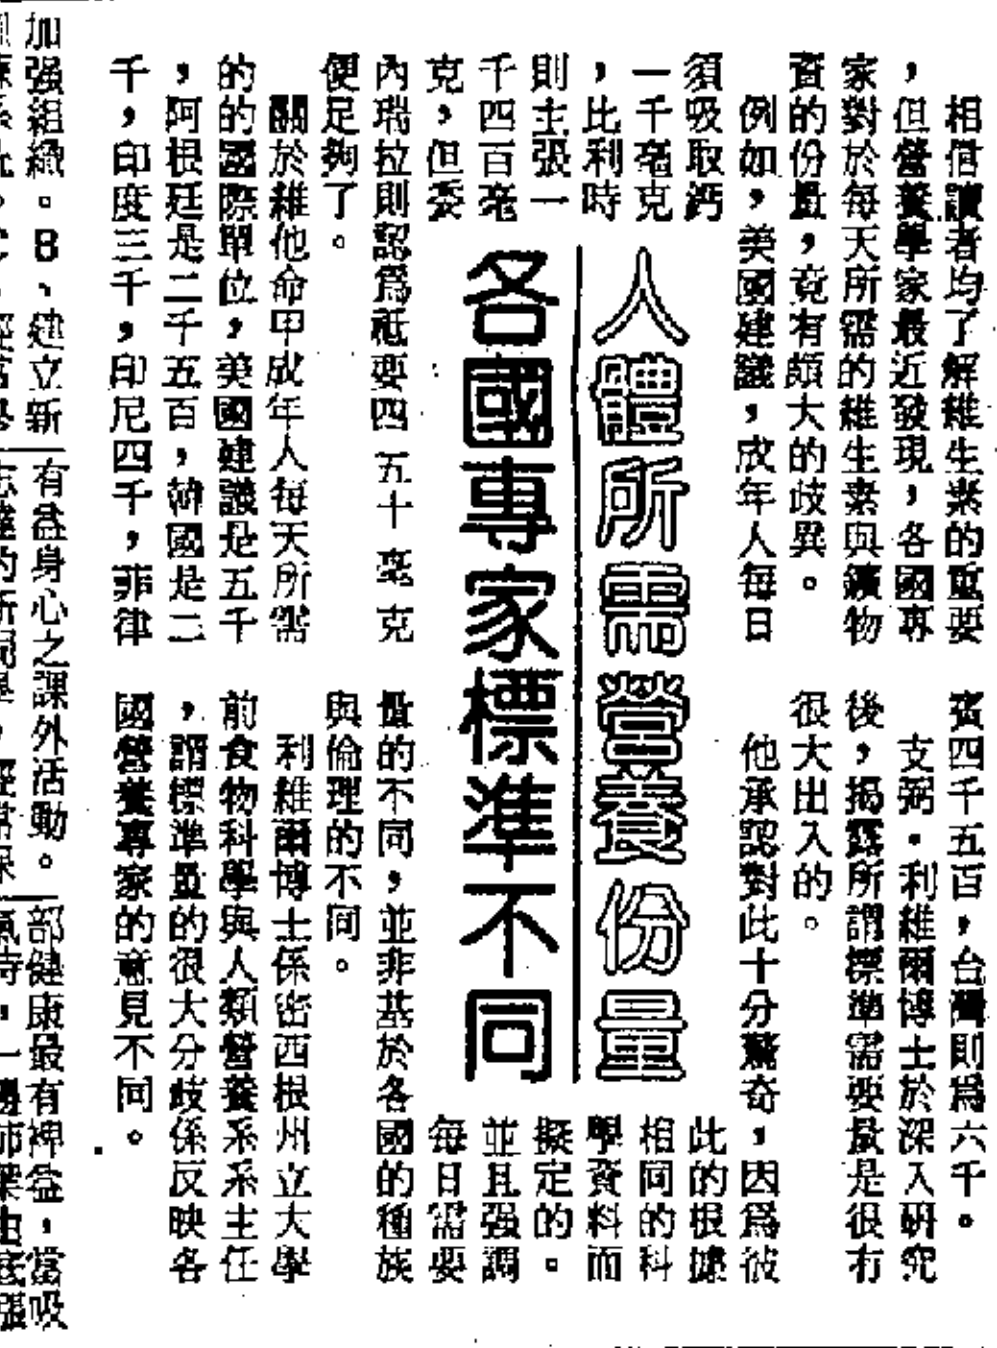 人體所需營養份量
各國專家標準不同
相信讀者均了解維生素的重要
，但營養學家最近發現，各國專
家對於每天所需的維生素與礦物
質的份量，竟有頗大的歧異。
例如，美國建議，成年人每日
須吸取鈣
一千毫克
，比利時
則主張一
千四百毫
克，但委
內瑞拉則認爲祗要四五十毫克
便足夠了。
關於維他命甲成年人每天所需
的的國際單位，美國建議是五千
，阿根廷是二千五百，韓國是二
千，印度三千，印尼四千，菲律
賓四千五百，台灣則爲六千。
支弼．利維爾博士於深入研究
後，揭露所謂標準需要量是很有
很大出入的。
他承認對此十分驚奇，因爲彼
此的根據
相同的科
學資料而
擬定的。
並且强調
每日需要
量的不同，並非基於各國的種族
與倫理的不同。
利維爾博士係密西根州立大學
前食物科學與人類營養系系主任
，謂標準量的很大分歧係反映各
國營養專家的意見不同。
加强組緻。B、建立新
有益身心之課外活動。
部健康最有裨益，當吸